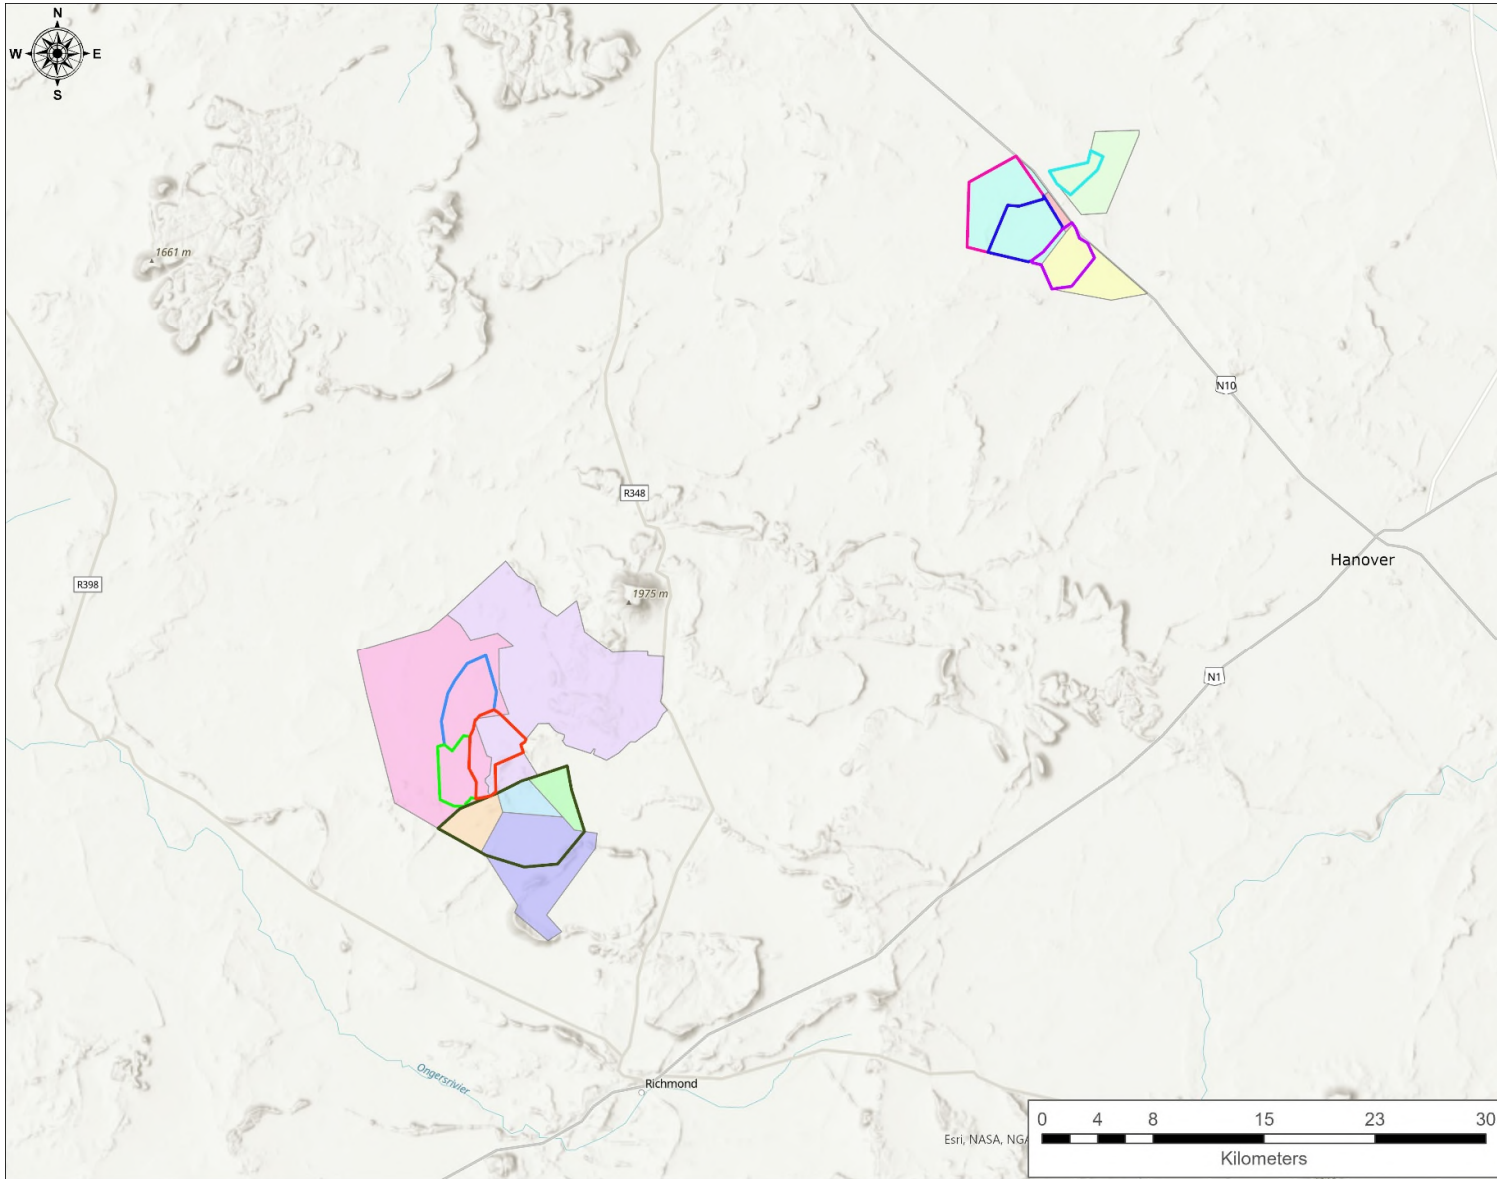 N
W E
S
1661 m
N10
R348
Hanover
R398
1975 m
N1
Ongersrivier
Richmond
0 4 8 15 23 30
Esri, NASA, NGA
Kilometers